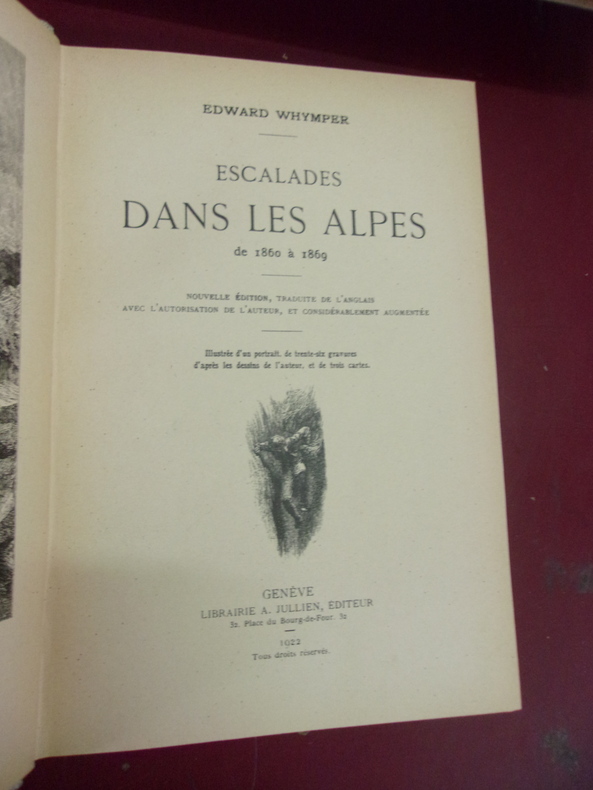 EDWARD WHYMPER
ESCALADES
DANS LES ALPES
de 1860 à 1869
NOUVELLE ÉDITION, TRADUITE DE L'ANGLAIS
AVEC L'AUTORISATION DE L'AUTEUR, ET CONSIDÉRABLEMENT AUGMENTÉE
Illustrée d'un portrait, de trente-six gravures
d'après les dessins de l'auteur, et de trois cartes.
GENÈVE
LIBRAIRIE A. JULLIEN, EDITEUR
32, Place du Bourg-de-Four, 32
1922
Tous droits réservés.